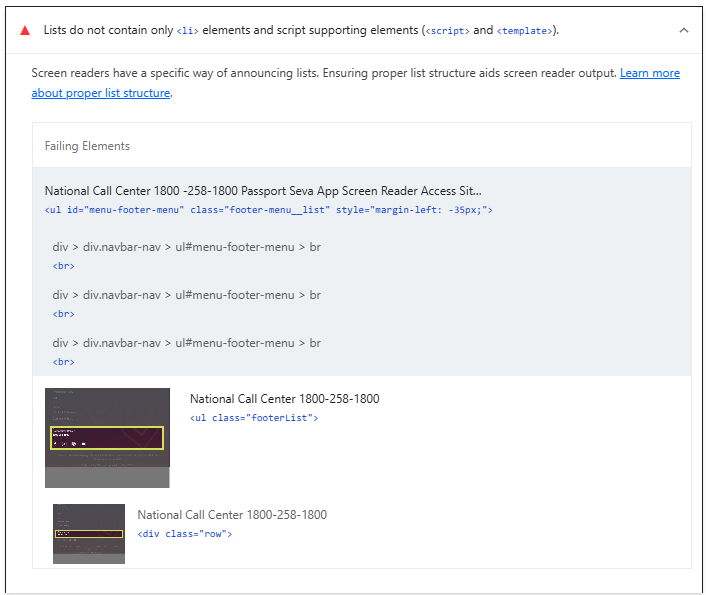 Lists do not contain only <li> elements and script supporting elements (<script> and <template>).
Screen readers have a specific way of announcing lists. Ensuring proper list structure aids screen reader output. Learn more
about proper list structure.
Failing Elements
National Call Center 1800 -258-1800 Passport Seva App Screen Reader Access Sit...
<ul id="menu-footer-menu" class="footer-menu__list" style="margin-left: -35px;">
div > div.navbar-nav > ul#menu-footer-menu > br
<br>
div > div.navbar-nav > ul#menu-footer-menu > br
<br>
div > div.navbar-nav > ul#menu-footer-menu > br
<br>
National Call Center 1800-258-1800
<ul class="footerList">
National Call Center 1800-258-1800
<div class="row">